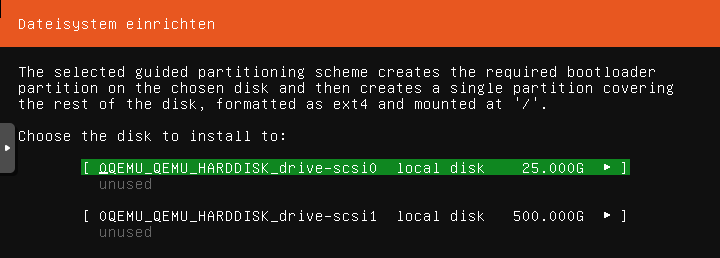 Dateisystem einrichten
The selected guided partitioning scheme creates the required bootloader
partition on the chosen disk and then creates a single partition covering
the rest of the disk, formatted as ext4 and mounted at '/'.
Choose the disk to install to:
[ 0QEMU_QEMU_HARDDISK_drive-scsi0 local disk 25.000G ▸ ]
unused
[ 0QEMU_QEMU_HARDDISK_drive-scsi1 local disk 500.000G ▸ ]
unused